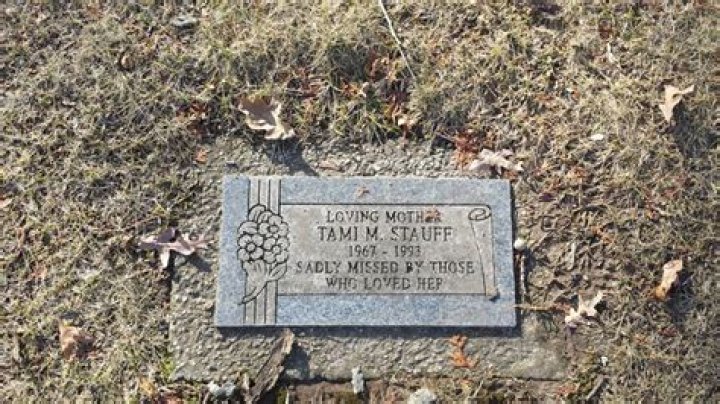 LOVING MOTHER
TAMI M. STAUFF
1967 - 1993
SADLY MISSED BY THOSE
WHO LOVED HER